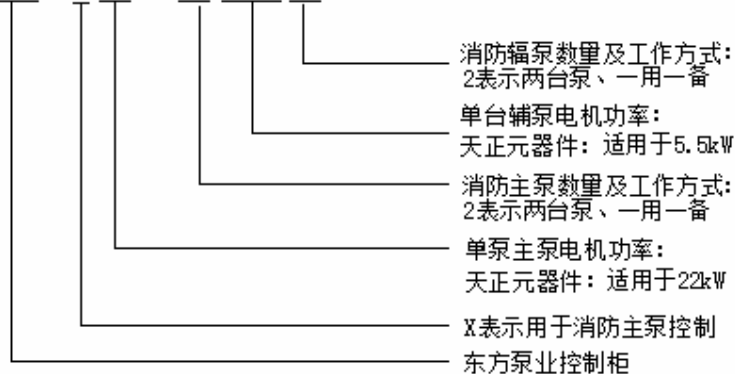 消防辐泵数量及工作方式:
2表示两台泵、一用一备
单台辅泵电机功率:
天正元器件: 适用于5.5kW
消防主泵数量及工作方式:
2表示两台泵、一用一备
单泵主泵电机功率:
天正元器件: 适用于22kW
X表示用于消防主泵控制
东方泵业控制柜